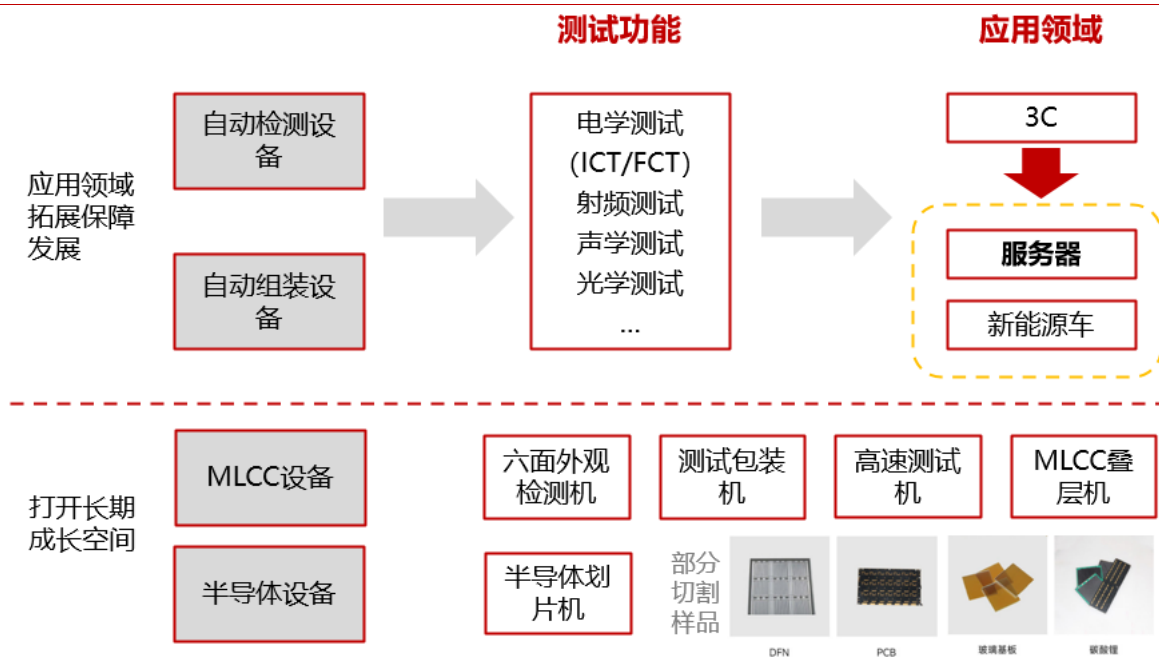 测试功能
应用领域
应用领域
拓展保障
发展
自动检测设
备
自动组装设
备
电学测试
(ICT/FCT)
射频测试
声学测试
光学测试
...
3C
服务器
新能源车
打开长期
成长空间
MLCC设备
半导体设备
六面外观
检测机
测试包装
机
高速测试
机
MLCC叠
层机
半导体划
片机
部分
切割
样品
DFN
PCB
玻璃基板
碳酸锂